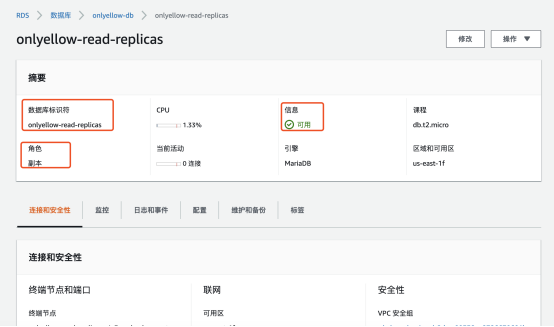 RDS > 数据库 > onlyellow-db > onlyellow-read-replicas
onlyellow-read-replicas
修改
操作 ▼
摘要
数据库标识符
onlyellow-read-replicas
CPU
1.33%
信息
可用
课程
db.t2.micro
角色
副本
当前活动
0 连接
引擎
MariaDB
区域和可用区
us-east-1f
连接和安全性
监控
日志和事件
配置
维护和备份
标签
连接和安全性
终端节点和端口
联网
安全性
终端节点
可用区
VPC 安全组